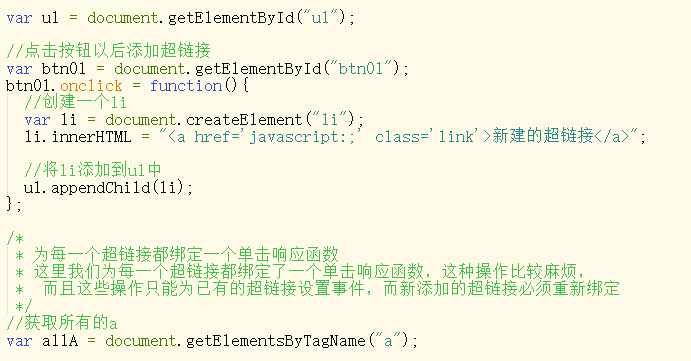 var ul = document.getElementById("ul");
//点击按钮以后添加超链接
var btn01 = document.getElementById("btn01");
btn01.onclick = function(){
//创建一个li
var li = document.createElement("li");
li.innerHTML = "<a href='javascript:;' class='link'>新建的超链接</a>";
//将li添加到ul中
ul.appendChild(li);
};
/*
* 为每一个超链接都绑定一个单击响应函数
* 这里我们为每一个超链接都绑定了一个单击响应函数，这种操作比较麻烦，
* 而且这些操作只能为已有的超链接设置事件，而新添加的超链接必须重新绑定
*/
//获取所有的a
var allA = document.getElementsByTagName("a");